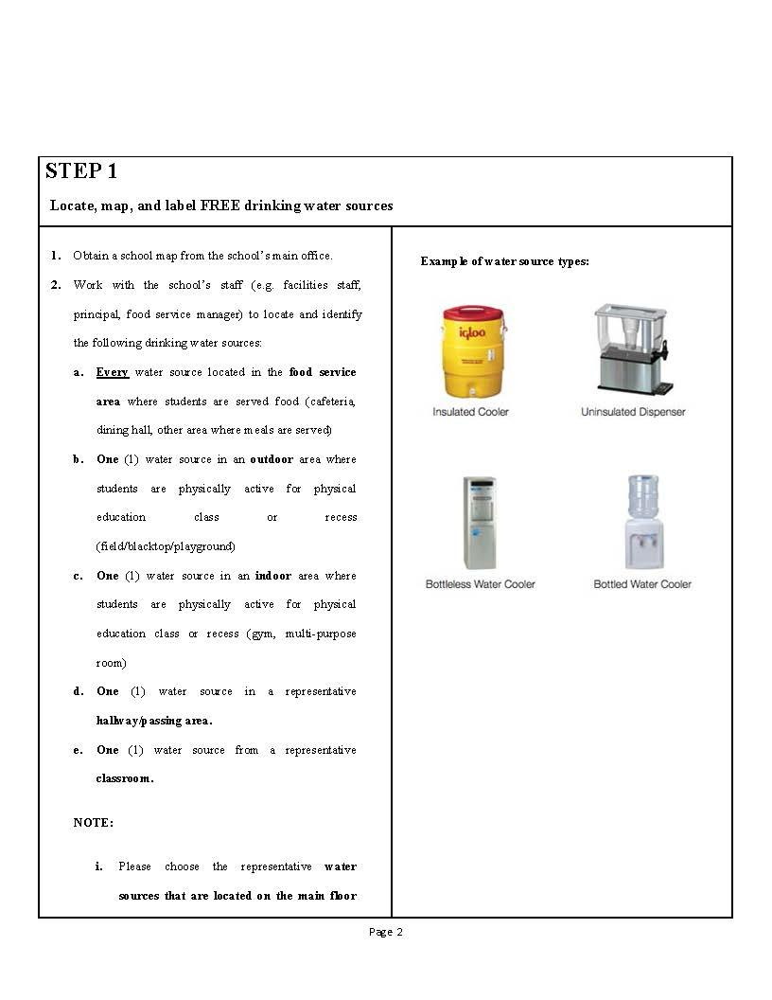 STEP 1
Locate, map, and label FREE drinking water sources
1. Obtain a school map from the school's main office.
2. Work with the school's staff (e.g. facilities staff,
principal, food service manager) to locate and identify
the following drinking water sources:
a. Every water source located in the food service
area where students are served food (cafeteria,
dining hall, other area where meals are served)
b. One (1) water source in an outdoor area where
students are physically active for physical
education class or recess
(field/blacktop/playground)
c. One (1) water source in an indoor area where
students are physically active for physical
education class or recess (gym, multi-purpose
room)
d. One (1) water source in a representative
hallway/passing area.
e. One (1) water source from a representative
classroom.
NOTE:
i. Please choose the representative water
sources that are located on the main floor
Example of water source types:
igloo
Insulated Cooler
Uninsulated Dispenser
Bottleless Water Cooler
Bottled Water Cooler
Page 2